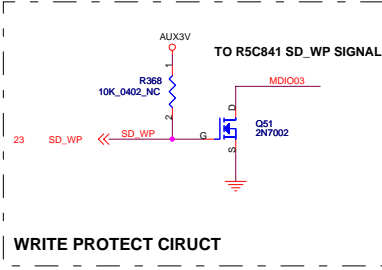 AUX3V
TO R5C841 SD_WP SIGNAL
1
R368
10K_0402_NC
MDIO03
2
D
Q51
2N7002
23 SD_WP SD_WP G
S
WRITE PROTECT CIRUCT